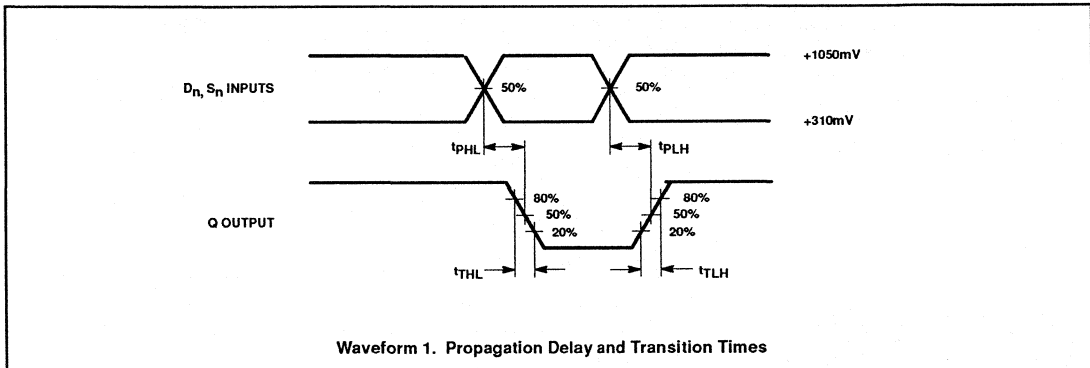 +1050mV
Dn, Sn INPUTS
50%
50%
+310mV
tPHL
tPLH
80%
80%
Q OUTPUT
50%
50%
20%
20%
tTHL
tTLH
Waveform 1. Propagation Delay and Transition Times